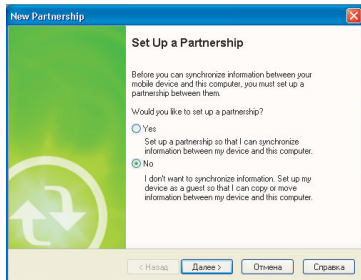 New Partnership
Set Up a Partnership
Before you can synchronize information between your
mobile device and this computer, you must set up a
partnership between them.
Would you like to set up a partnership?
Yes
Set up a partnership so that I can synchronize
information between my device and this computer.
No
I don't want to synchronize information. Set up my
device as a guest so that I can copy or move
information between my device and this computer.
< Назад Далее > Отмена Справка